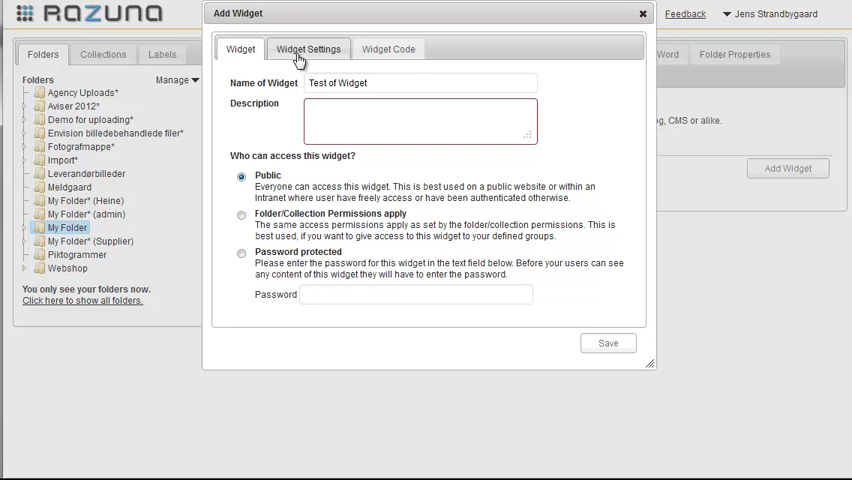 RAZUNA
Add Widget
Feedback
Jens Strandbygaard
Folders
Collections
Labels
Widget
Widget Settings
Widget Code
Word
Folder Properties
Folders
Manage
Agency Uploads*
Aviser 2012*
Demo for uploading*
Envision billedebehandlede filer*
Fotografmappe*
Import*
Leverandørbilleder
Meldgaard
My Folder* (Heine)
My Folder* (admin)
My Folder
My Folder* (Supplier)
Piktogrammer
Webshop
You only see your folders now.
Click here to show all folders.
Name of Widget
Test of Widget
Description
Who can access this widget?
Public
Everyone can access this widget. This is best used on a public website or within an
Intranet where user have freely access or have been authenticated otherwise.
Folder/Collection Permissions apply
The same access permissions apply as set by the folder/collection permissions. This is
best used, if you want to give access to this widget to your defined groups.
Password protected
Please enter the password for this widget in the text field below. Before your users can see
any content of this widget they will have to enter the password.
Password
Save
og, CMS or alike.
Add Widget